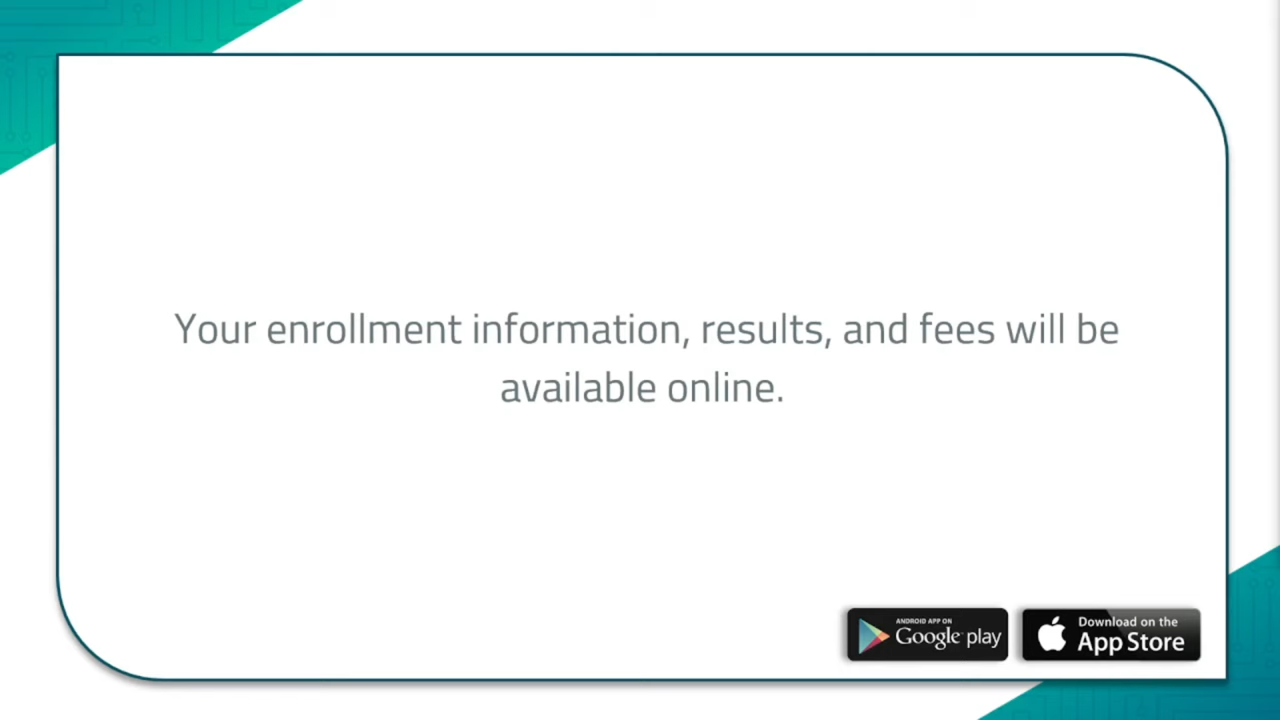 Your enrollment information, results, and fees will be
available online.
ANDROID APP ON
Google play
Download on the
App Store